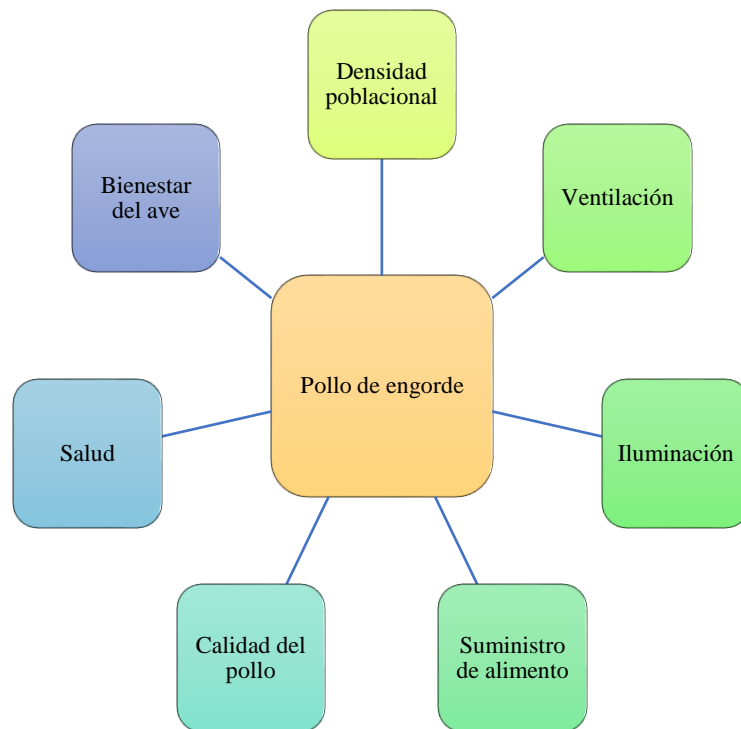 Densidad
poblacional
Bienestar
del ave
Ventilación
Pollo de engorde
Salud
Iluminación
Calidad del
pollo
Suministro
de alimento